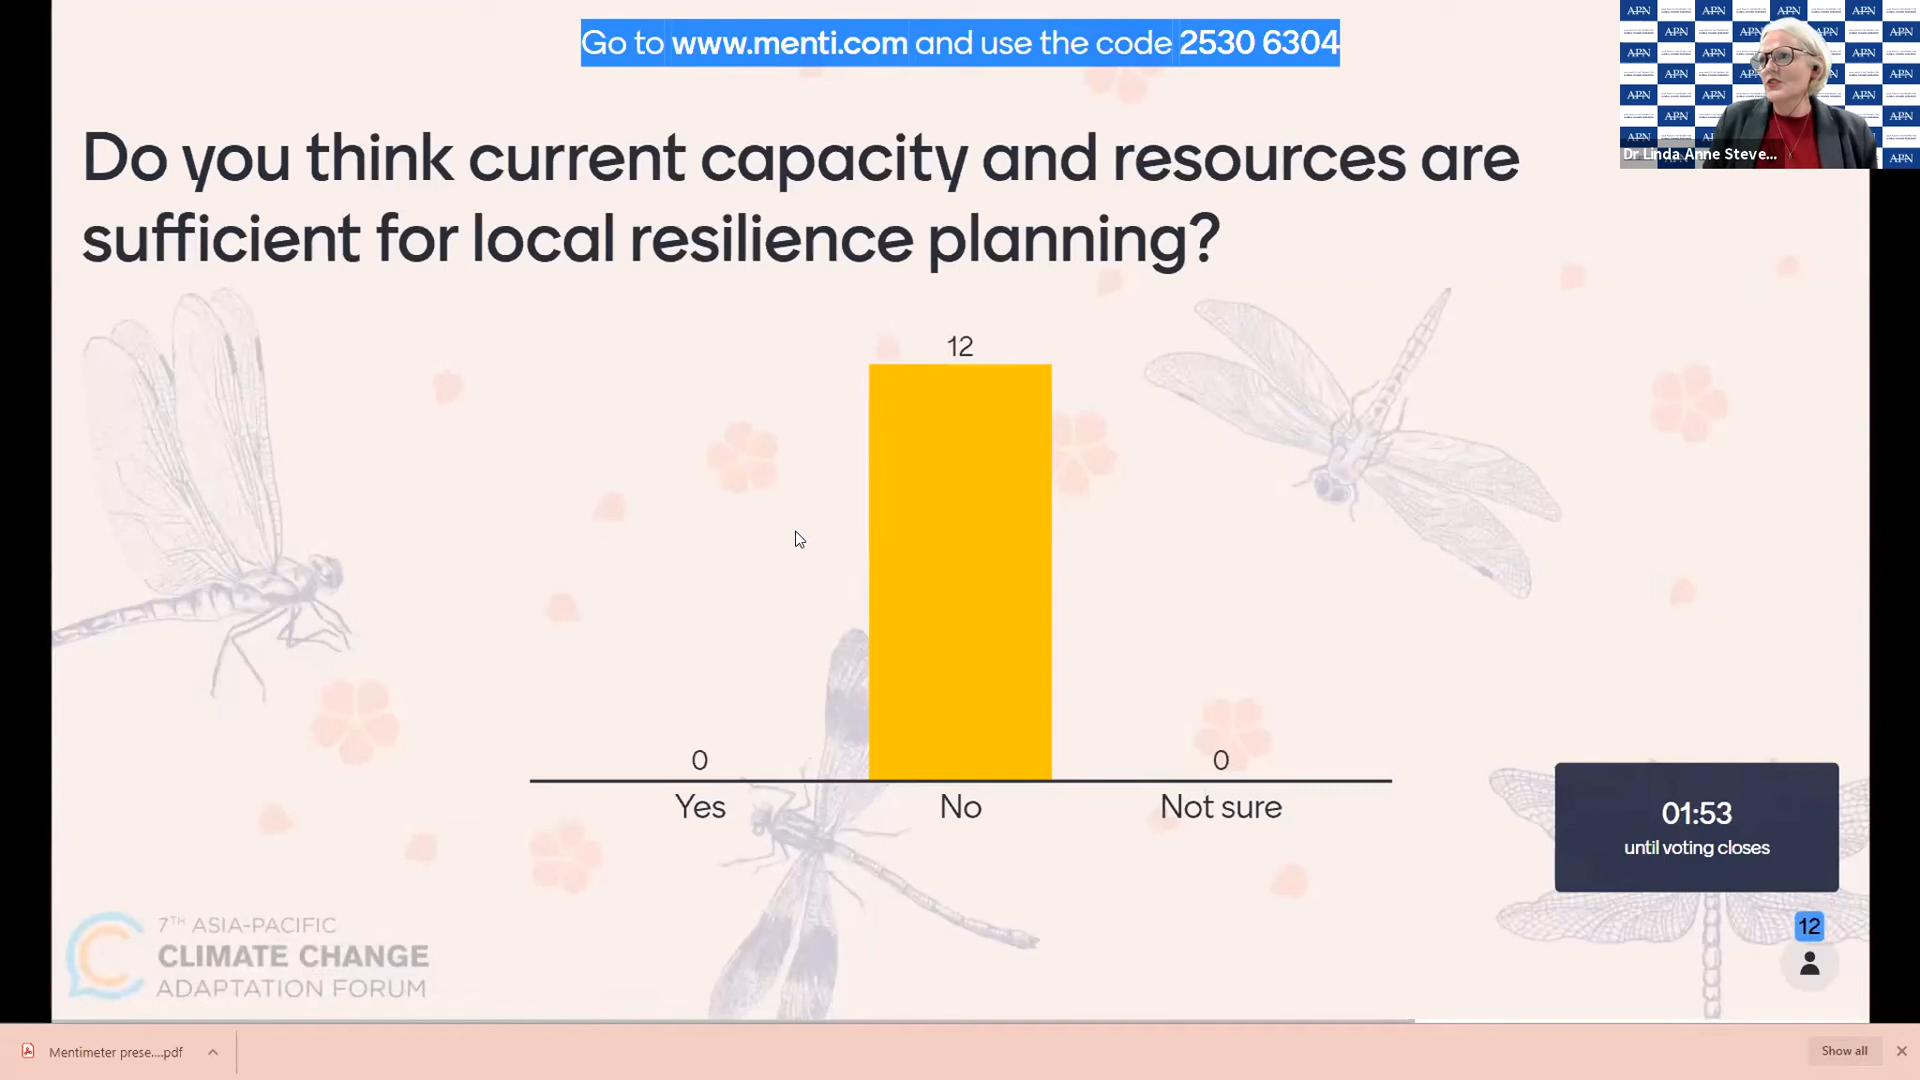 Go to www.menti.com and use the code 2530 6304
Do you think current capacity and resources are
sufficient for local resilience planning?
12
0
0
Yes
No
Not sure
01:53
until voting closes
12
7TH ASIA-PACIFIC
CLIMATE CHANGE
ADAPTATION FORUM
APN
Dr Linda Anne Steve...
Mentimeter prese....pdf
Show all